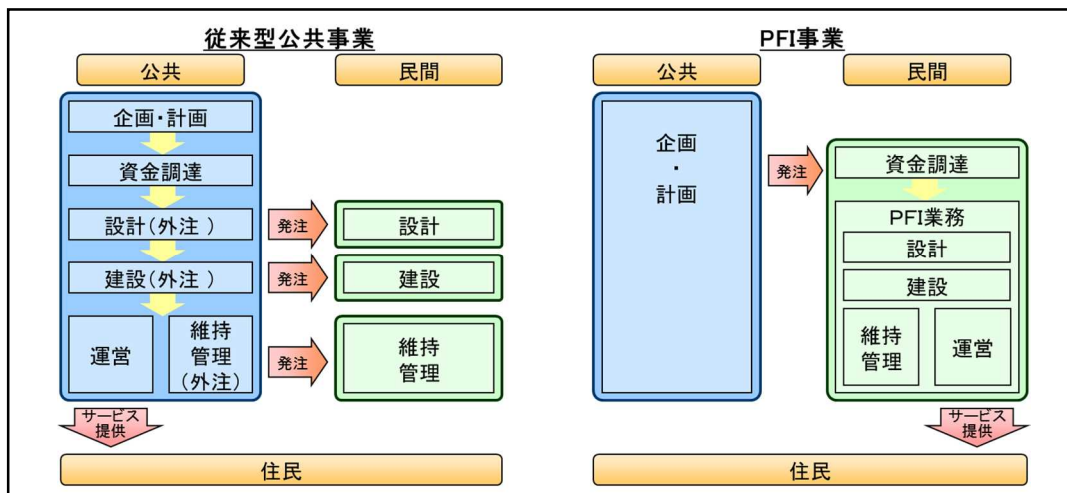 従来型公共事業
公共
民間
企画・計画
資金調達
設計(外注 )
発注
設計
建設(外注 )
発注
建設
運営
維持
管理
(外注)
発注
維持
管理
サービス
提供
住民
PFI事業
公共
民間
企画
・
計画
発注
資金調達
PFI業務
設計
建設
維持
管理
運営
サービス
提供
住民